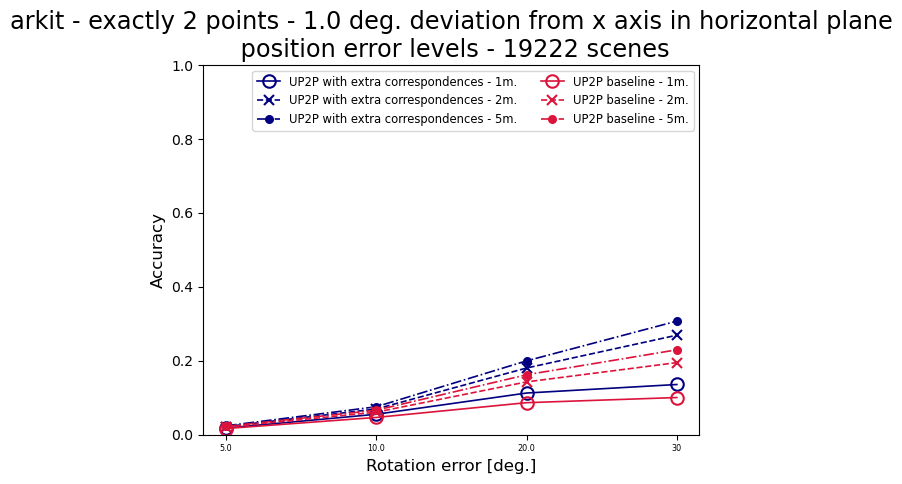 arkit - exactly 2 points - 1.0 deg. deviation from x axis in horizontal plane
position error levels - 19222 scenes
UP2P with extra correspondences - 1m.
UP2P with extra correspondences - 2m.
UP2P with extra correspondences - 5m.
UP2P baseline - 1m.
UP2P baseline - 2m.
UP2P baseline - 5m.
1.0
0.8
0.6
0.4
0.2
0.0
Accuracy
5.0 10.0 20.0 30
Rotation error [deg.]